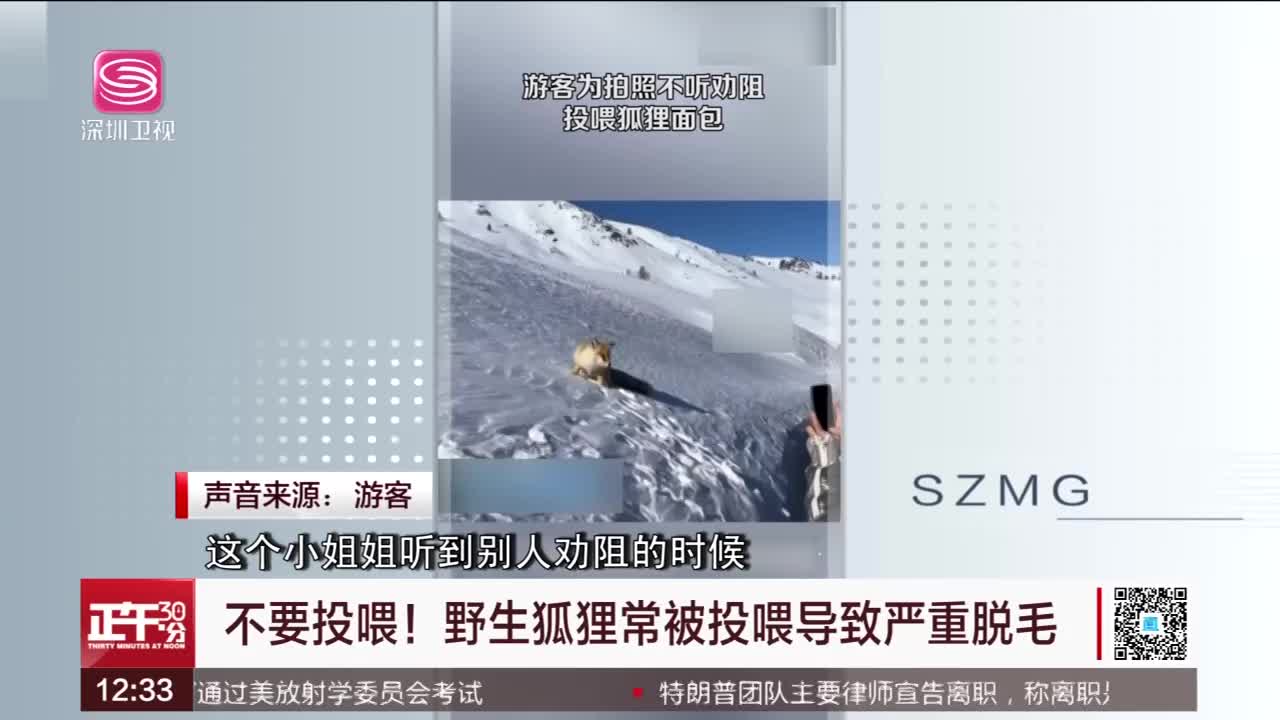 深圳卫视
游客为拍照不听劝阻
投喂狐狸面包
SZMG
声音来源：游客
这个小姐姐听到别人劝阻的时候
正午30分
THIRTY MINUTES AT NOON
不要投喂！野生狐狸常被投喂导致严重脱毛
12:33
通过美放射学委员会考试
特朗普团队主要律师宣告离职，称离职